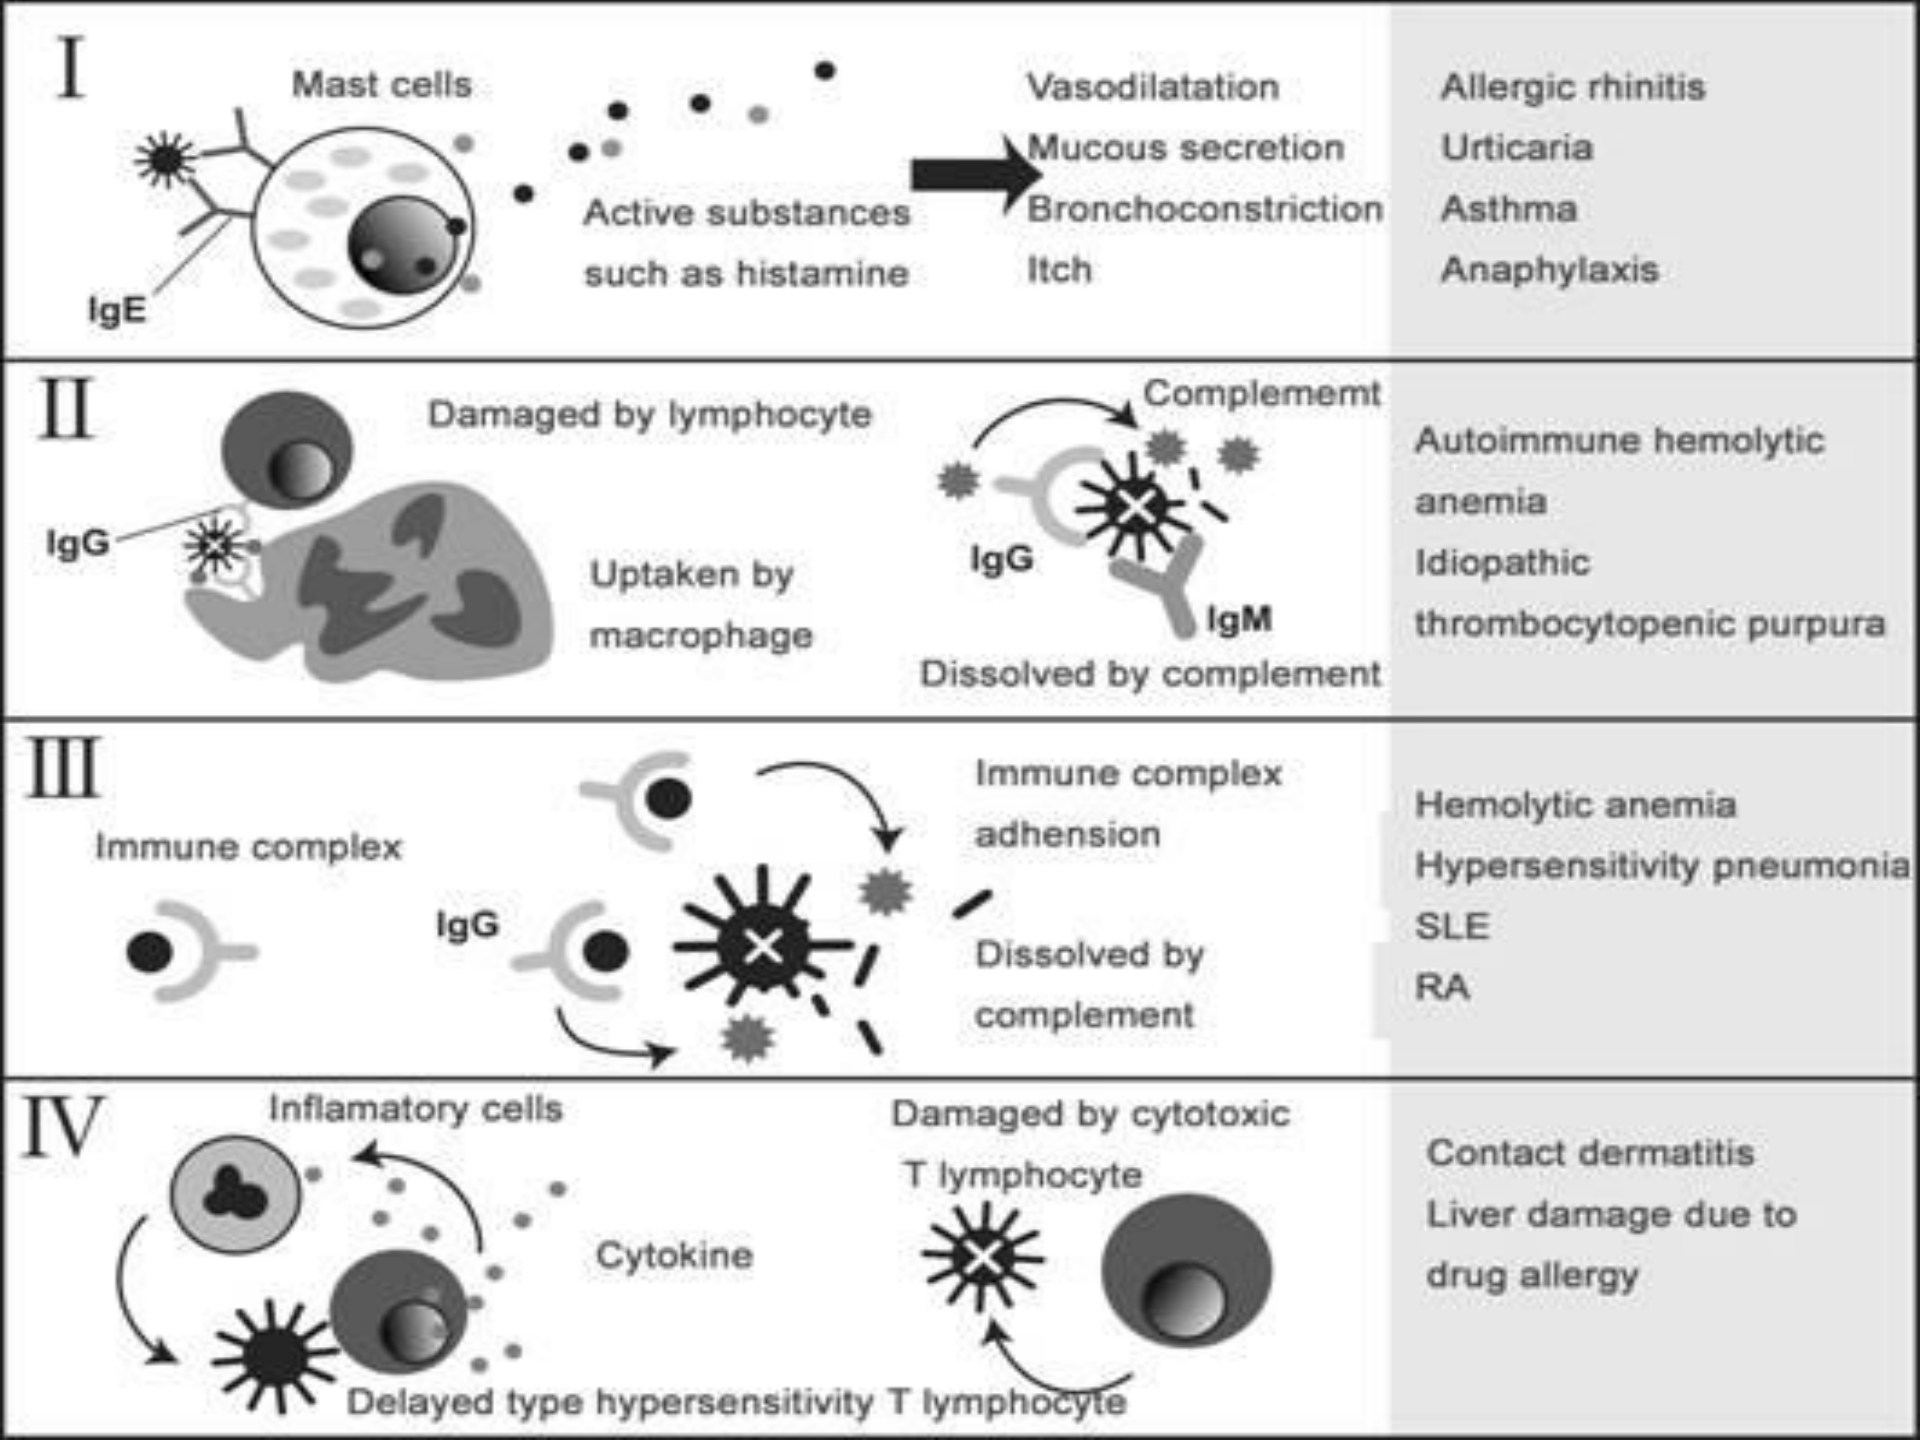 I
Mast cells
IgE
Active substances
such as histamine
Vasodilatation
Mucous secretion
Bronchoconstriction
Itch
Allergic rhinitis
Urticaria
Asthma
Anaphylaxis
II
Damaged by lymphocyte
IgG
Uptaken by
macrophage
Complememt
IgG
IgM
Dissolved by complement
Autoimmune hemolytic
anemia
Idiopathic
thrombocytopenic purpura
III
Immune complex
IgG
Immune complex
adhension
Dissolved by
complement
Hemolytic anemia
Hypersensitivity pneumonia
SLE
RA
IV
Inflamatory cells
Cytokine
Delayed type hypersensitivity T lymphocyte
Damaged by cytotoxic
T lymphocyte
Contact dermatitis
Liver damage due to
drug allergy